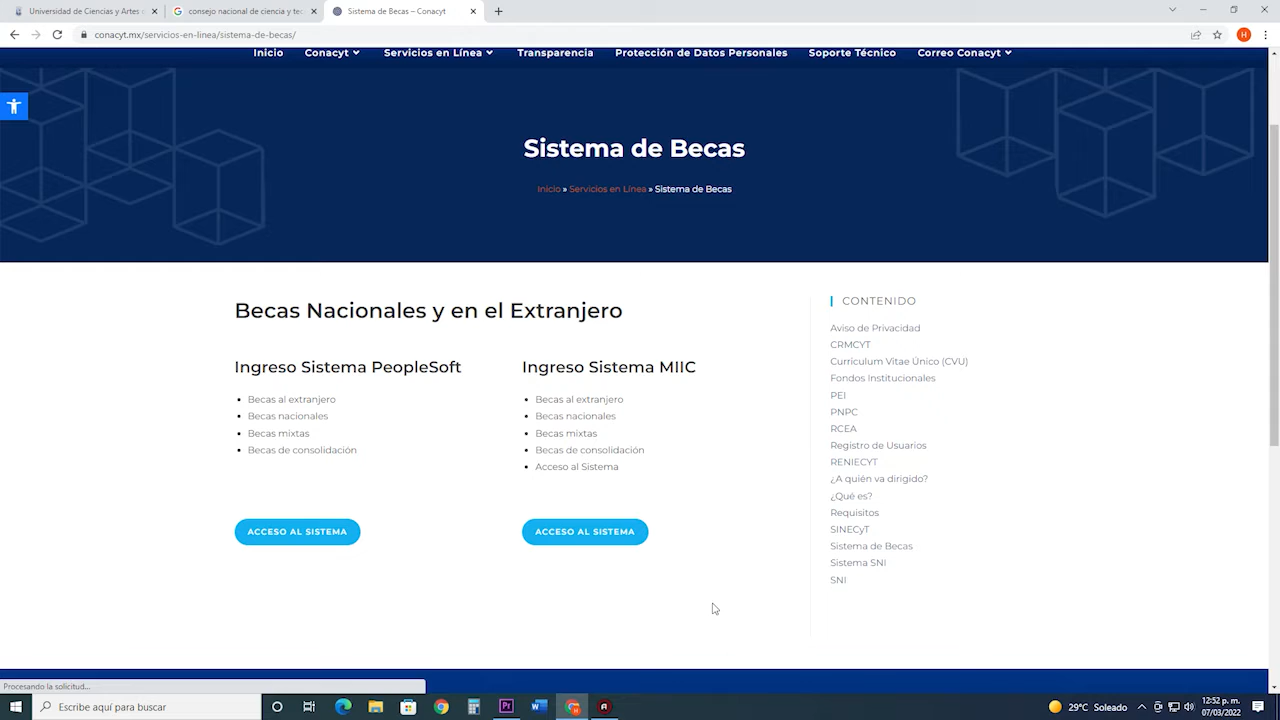 Universidad de Ciencias y Artes d
consejo nacional de ciencia y tec
Sistema de Becas – Conacyt
conacyt.mx/servicios-en-linea/sistema-de-becas/
H
Inicio Conacyt Servicios en Línea Transparencia Protección de Datos Personales Soporte Técnico Correo Conacyt
Sistema de Becas
Inicio » Servicios en Línea » Sistema de Becas
Becas Nacionales y en el Extranjero
Ingreso Sistema PeopleSoft
Becas al extranjero
Becas nacionales
Becas mixtas
Becas de consolidación
ACCESO AL SISTEMA
Ingreso Sistema MIIC
Becas al extranjero
Becas nacionales
Becas mixtas
Becas de consolidación
Acceso al Sistema
ACCESO AL SISTEMA
CONTENIDO
Aviso de Privacidad
CRMCYT
Curriculum Vitae Único (CVU)
Fondos Institucionales
PEI
PNPC
RCEA
Registro de Usuarios
RENIECYT
¿A quién va dirigido?
¿Qué es?
Requisitos
SINECyT
Sistema de Becas
Sistema SNI
SNI
Procesando la solicitud...
Escribe aquí para buscar
29°C Soleado
12:52 p. m.
07/03/2022